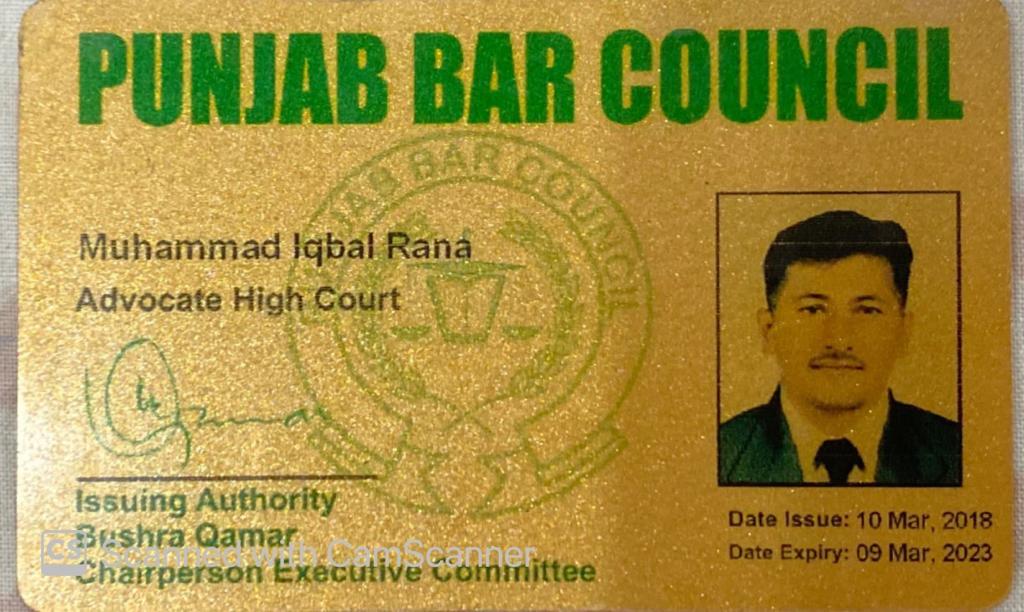 PUNJAB BAR COUNCIL
PUNJAB BAR COUNCIL
Muhammad Iqbal Rana
Advocate High Court
Issuing Authority
Bushra Qamar
Chairperson Executive Committee
Date Issue: 10 Mar, 2018
Date Expiry: 09 Mar, 2023
CS Scanned with CamScanner